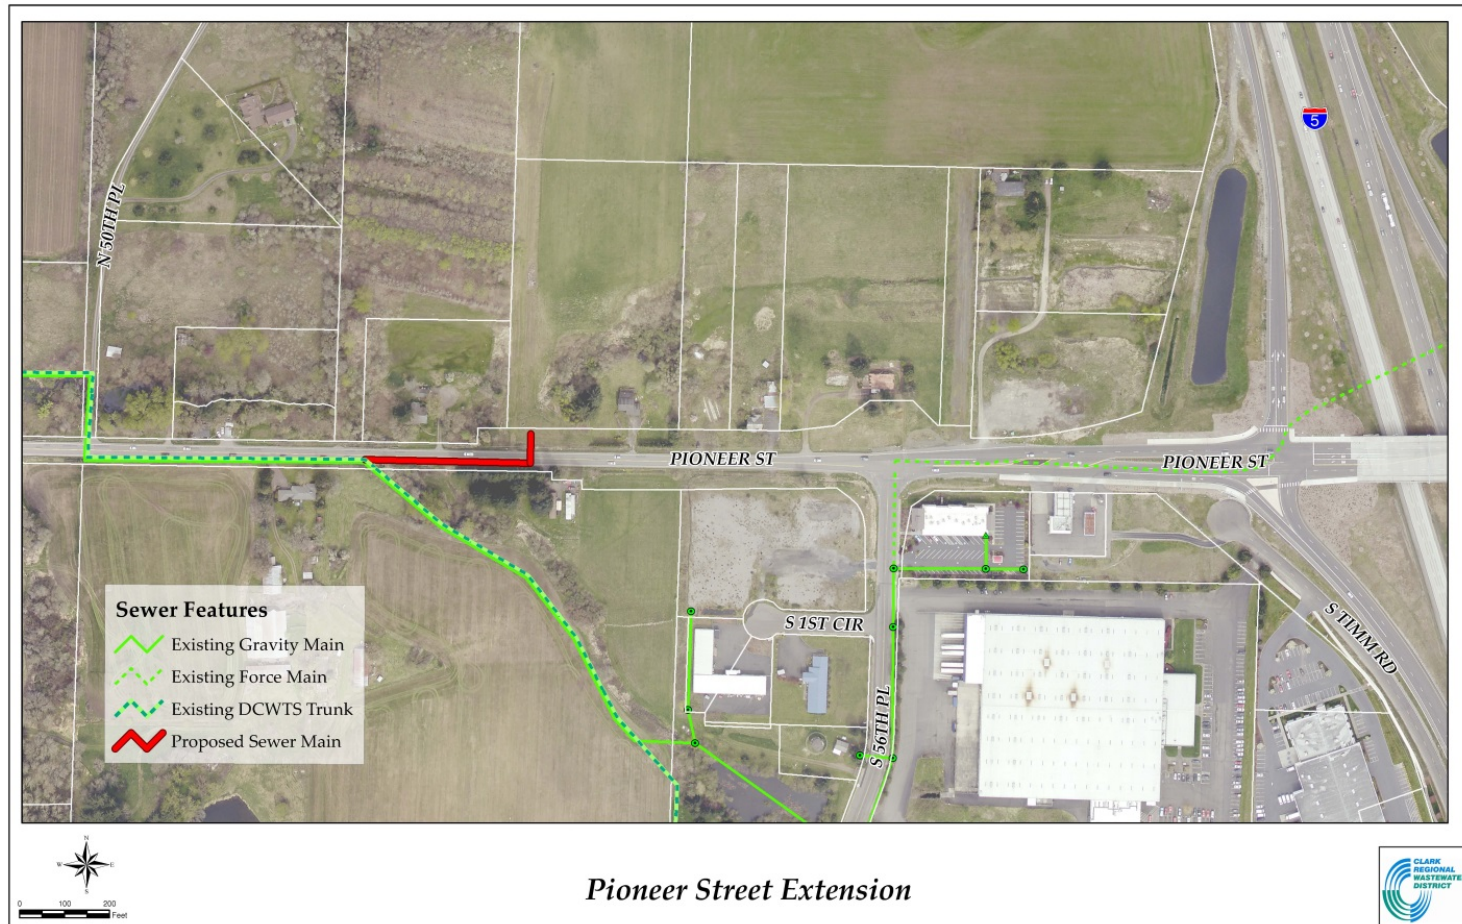 5
N 50TH PL
PIONEER ST
PIONEER ST
S 1ST CIR
S 56TH PL
S TIMM RD
Sewer Features
Existing Gravity Main
Existing Force Main
Existing DCWTS Trunk
Proposed Sewer Main
N
W
E
S
0 100 200
Feet
Pioneer Street Extension
CLARK
REGIONAL
WASTEWATER
DISTRICT